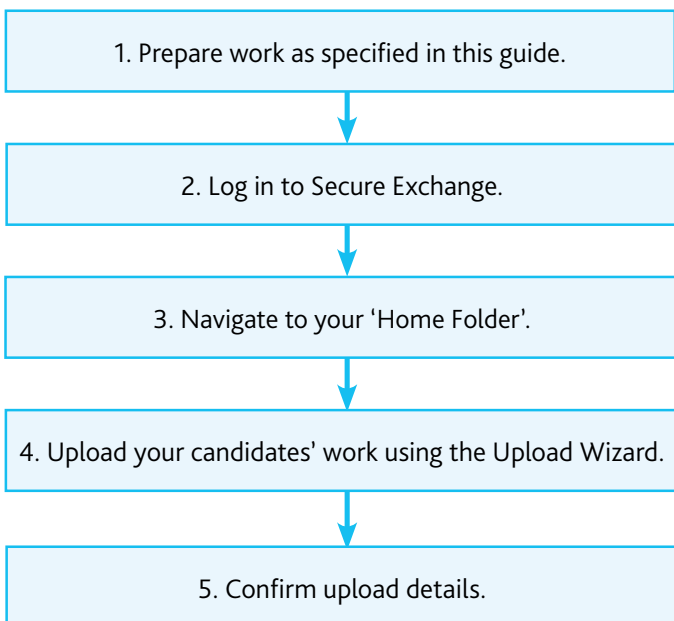 1. Prepare work as specified in this guide.
2. Log in to Secure Exchange.
3. Navigate to your ‘Home Folder’.
4. Upload your candidates’ work using the Upload Wizard.
5. Confirm upload details.